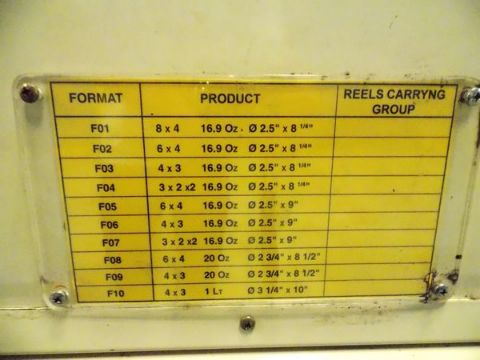 FORMAT PRODUCT REELS CARRYNG GROUP
F01 8 x 4 16.9 Oz - Ø 2.5" x 8 1/4"
F02 6 x 4 16.9 Oz Ø 2.5" x 8 1/4"
F03 4 x 3 16.9 Oz Ø 2.5" x 8 1/4"
F04 3 x 2 x2 16.9 Oz Ø 2.5" x 8 1/4"
F05 6 x 4 16.9 Oz Ø 2.5" x 9"
F06 4 x 3 16.9 Oz Ø 2.5" x 9"
F07 3 x 2 x2 16.9 Oz Ø 2.5" x 9"
F08 6 x 4 20 Oz Ø 2 3/4" x 8 1/2"
F09 4 x 3 20 Oz Ø 2 3/4" x 8 1/2"
F10 4 x 3 1 LT Ø 3 1/4" x 10"